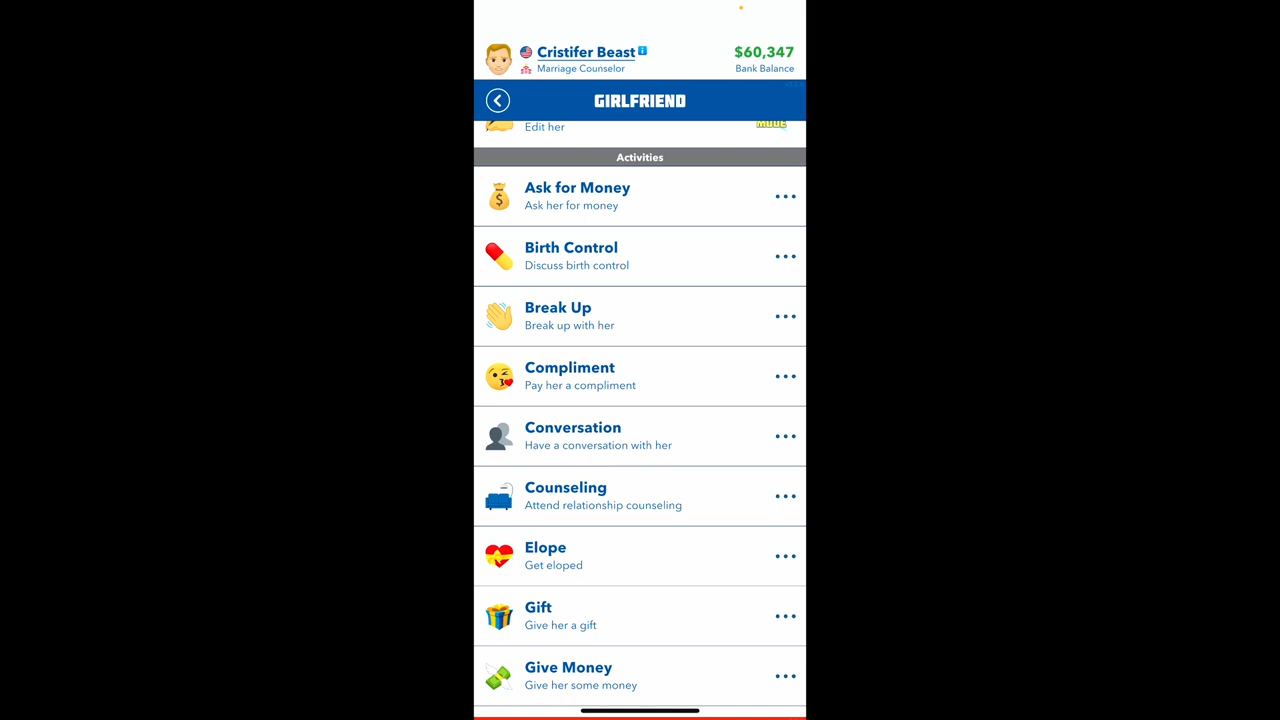 Cristifer Beast
$60,347
Marriage Counselor
Bank Balance
GIRLFRIEND
Edit her
MODE
Activities
Ask for Money
Ask her for money
Birth Control
Discuss birth control
Break Up
Break up with her
Compliment
Pay her a compliment
Conversation
Have a conversation with her
Counseling
Attend relationship counseling
Elope
Get eloped
Gift
Give her a gift
Give Money
Give her some money